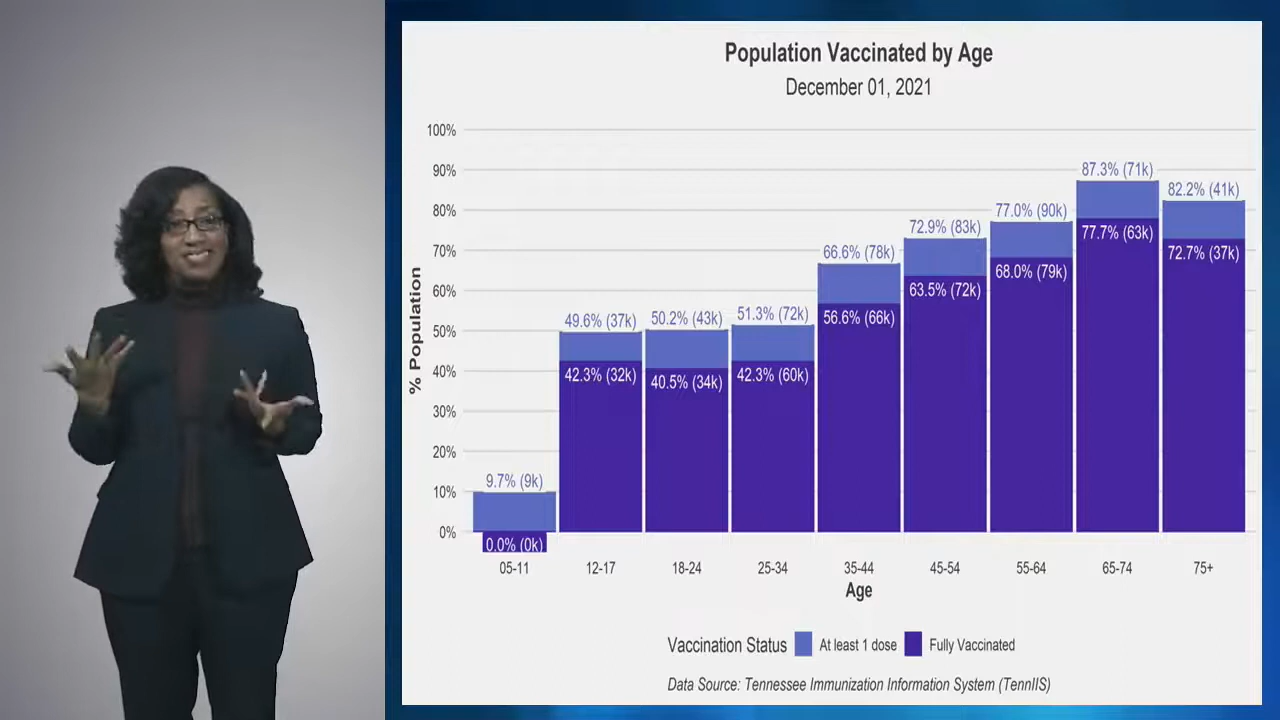 Population Vaccinated by Age
December 01, 2021
% Population
100%
90%
80%
70%
60%
50%
40%
30%
20%
10%
0%
9.7% (9k)
0.0% (0k)
49.6% (37k)
42.3% (32k)
50.2% (43k)
40.5% (34k)
51.3% (72k)
42.3% (60k)
66.6% (78k)
56.6% (66k)
72.9% (83k)
63.5% (72k)
77.0% (90k)
68.0% (79k)
87.3% (71k)
77.7% (63k)
82.2% (41k)
72.7% (37k)
05-11 12-17 18-24 25-34 35-44 45-54 55-64 65-74 75+
Age
Vaccination Status At least 1 dose Fully Vaccinated
Data Source: Tennessee Immunization Information System (TennIIS)